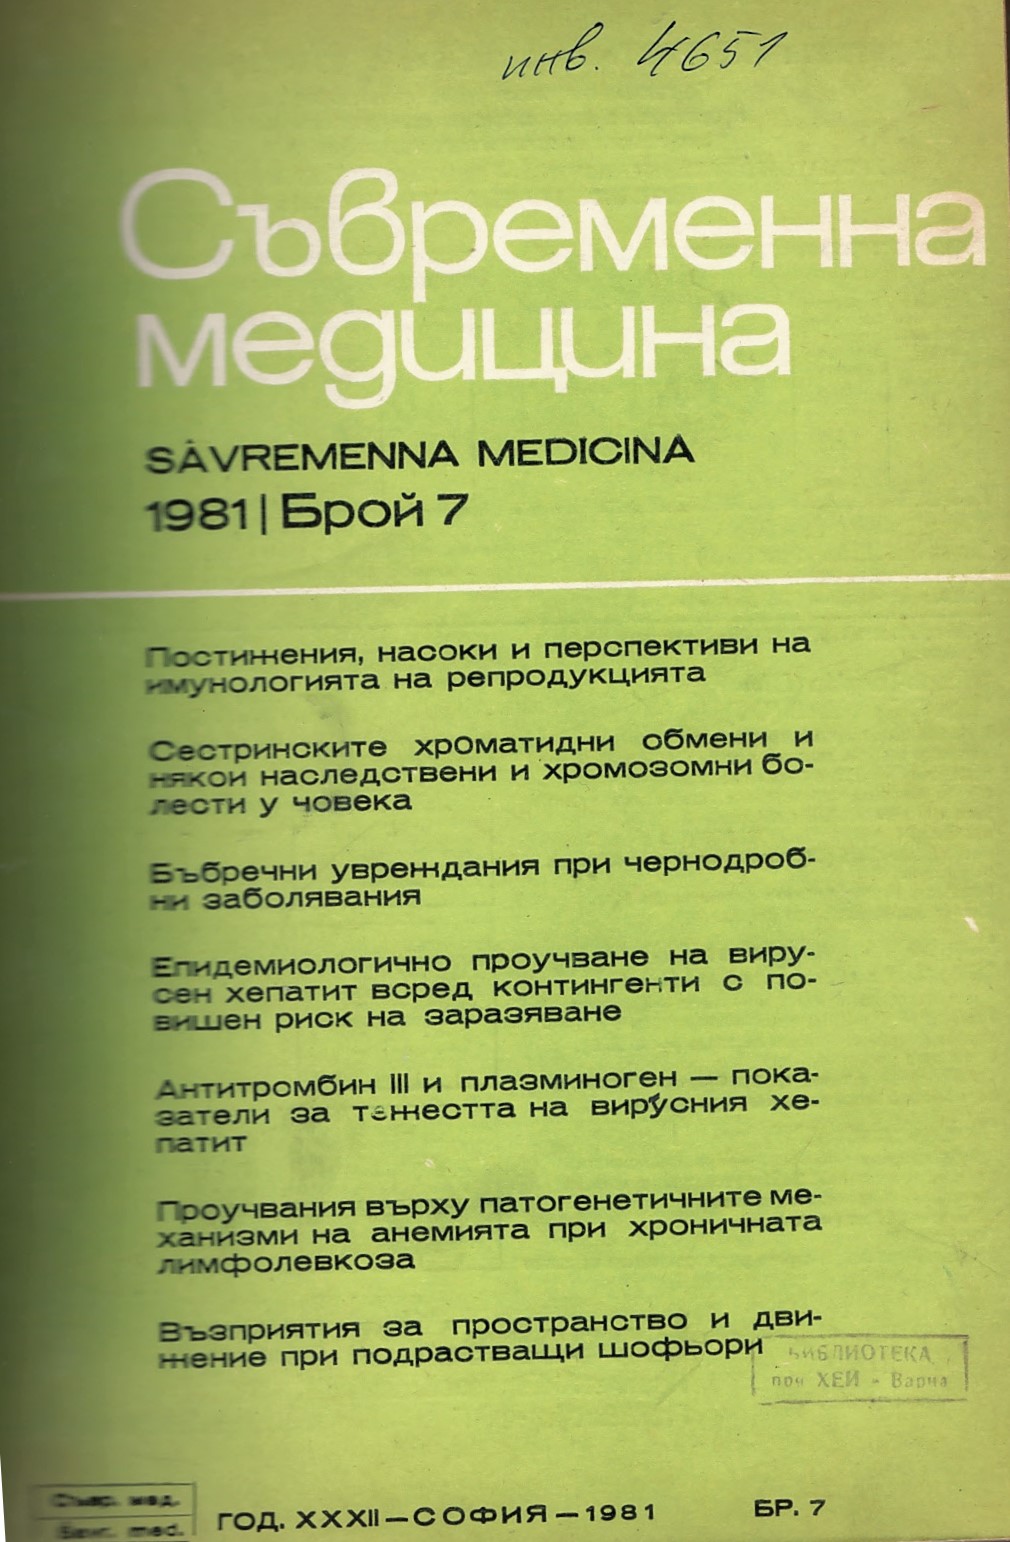 инв. 4651
Съвременна
медицина
SÂVREMENNA MEDICINA
1981 | Брой 7
Постижения, насоки и перспективи на
имунологията на репродукцията
Сестринските хроматидни обмени и
някои наследствени и хромозомни бо-
лести у човека
Бъбречни увреждания при чернодроб-
ни заболявания
Епидемиологично проучване на виру-
сен хепатит всред контингенти с по-
вишен риск на заразяване
Антитромбин III и плазминоген — пока-
затели за тежестта на вирусния хе-
патит
Проучвания върху патогенетичните ме-
ханизми на анемията при хроничната
лимфолевкоза
Възприятия за пространство и дви-
жение при подрастващи шофьори
БИБЛИОТЕКА
при ХЕИ - Варна
Съвр. мед.
med.
ГОД. XXXII — СОФИЯ — 1981
БР. 7